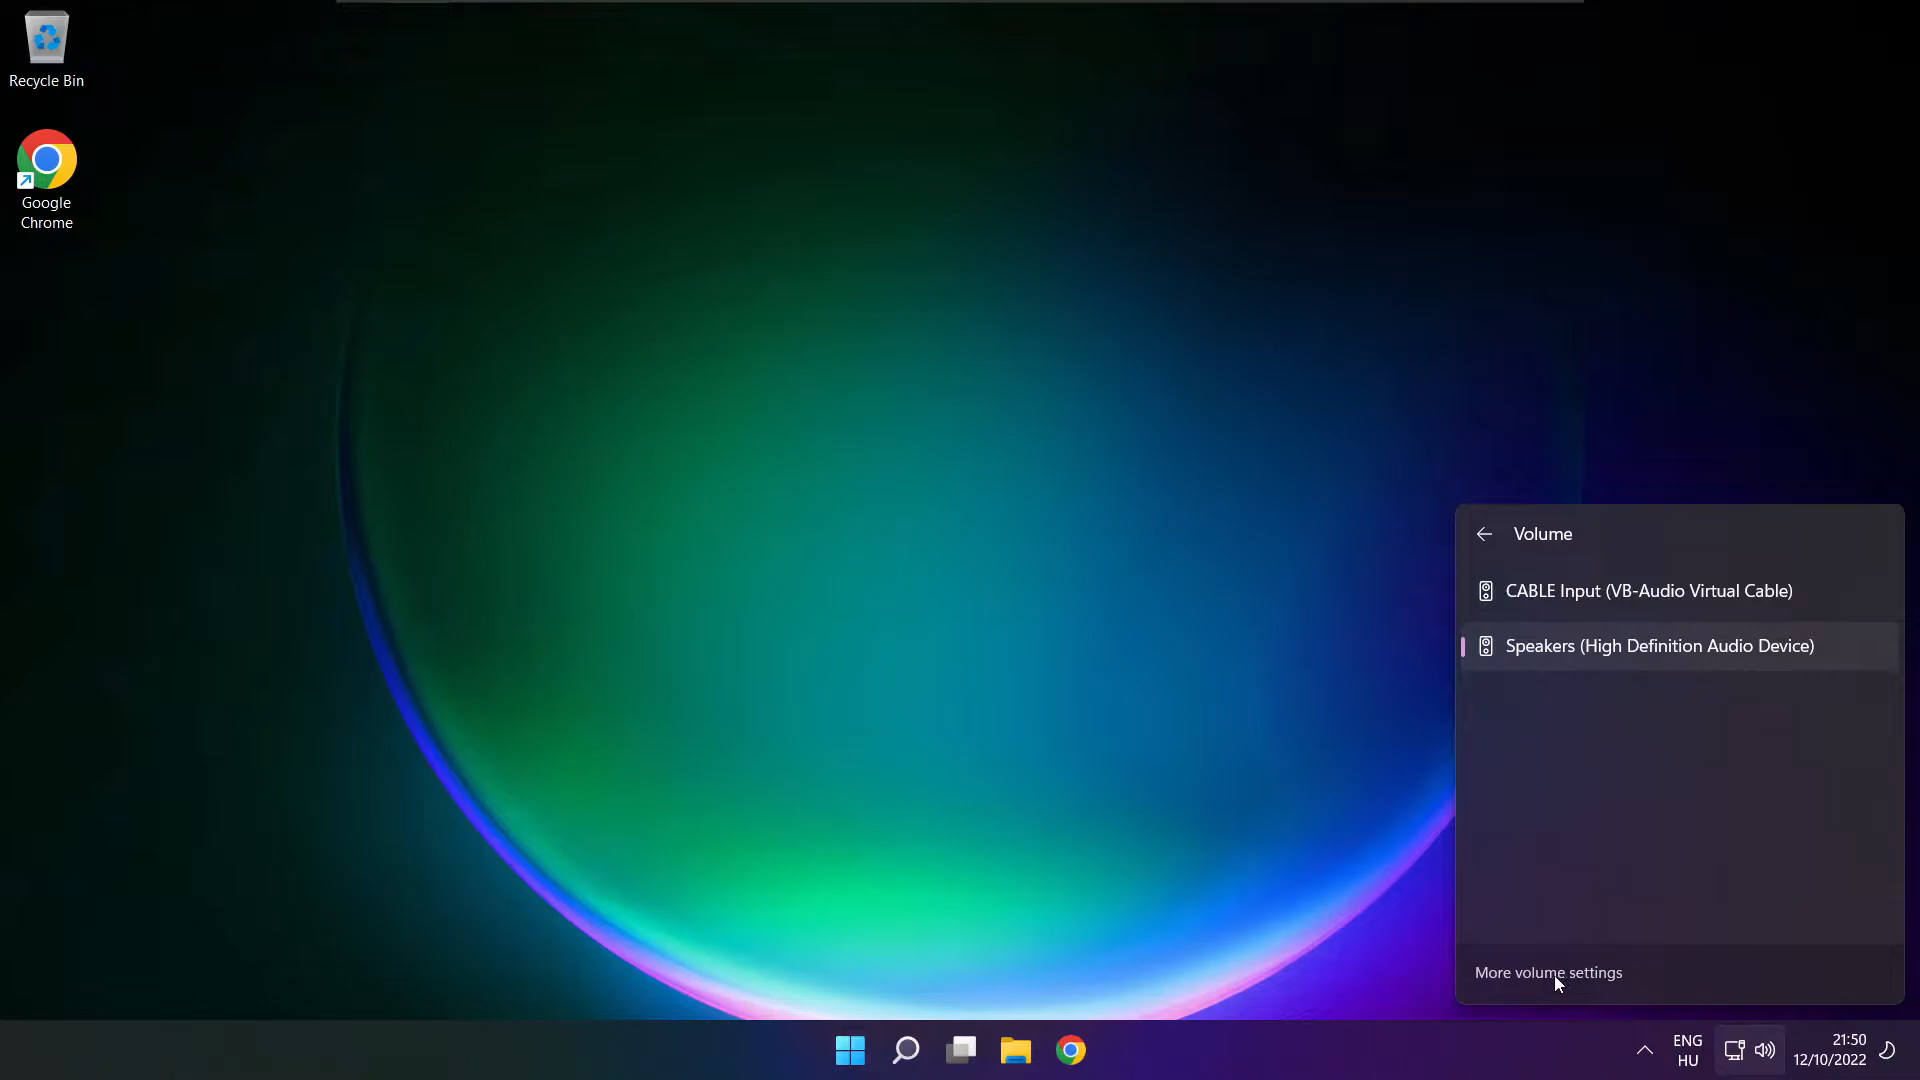 Recycle Bin
Google
Chrome
Volume
CABLE Input (VB-Audio Virtual Cable)
Speakers (High Definition Audio Device)
More volume settings
ENG
HU
21:50
12/10/2022